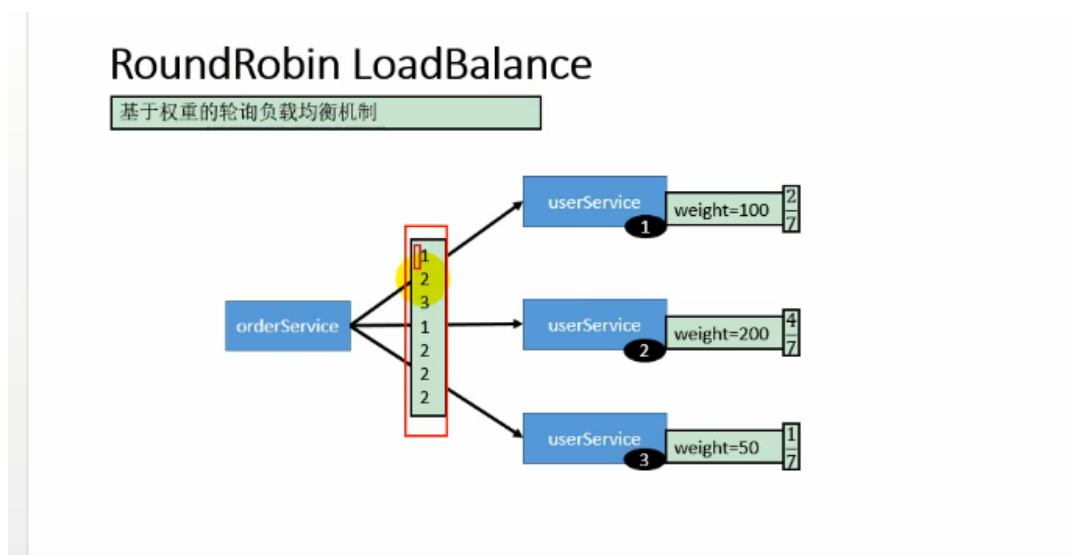 RoundRobin LoadBalance
基于权重的轮询负载均衡机制
orderService
1
2
3
1
2
2
2
userService
1
weight=100
2
7
userService
2
weight=200
4
7
userService
3
weight=50
1
7